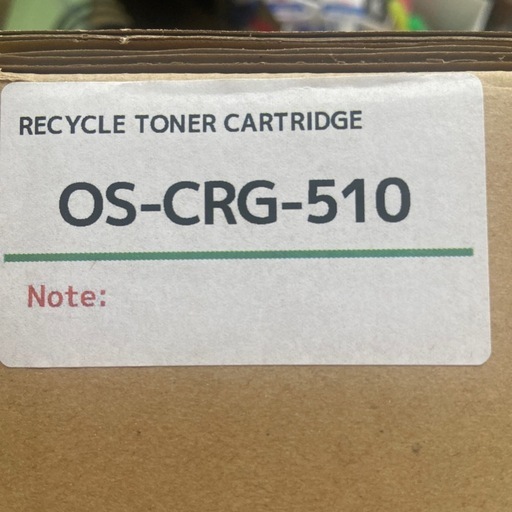 RECYCLE TONER CARTRIDGE
OS-CRG-510
Note: